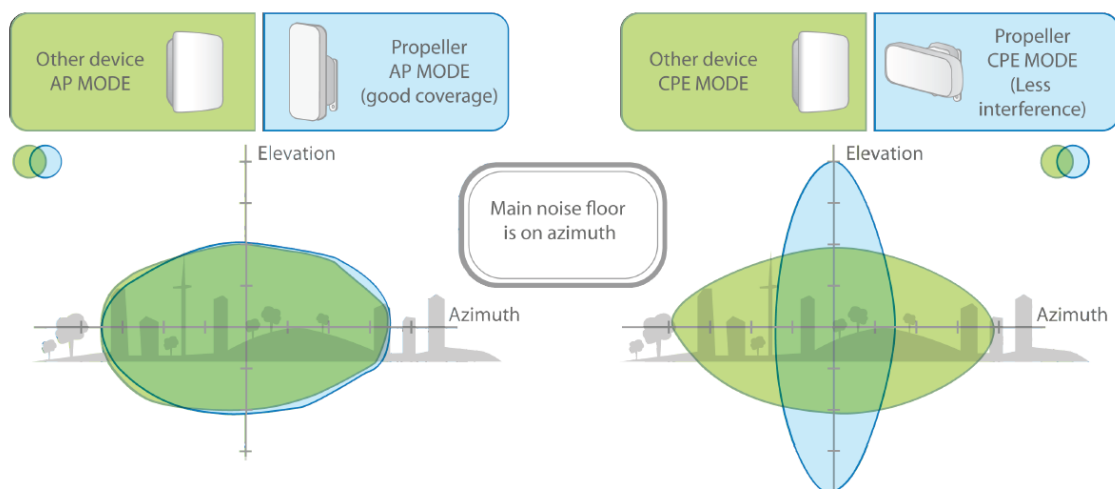 Other device
AP MODE
Propeller
AP MODE
(good coverage)
Other device
CPE MODE
Propeller
CPE MODE
(Less
interference)
Elevation
Elevation
Main noise floor
is on azimuth
Azimuth
Azimuth